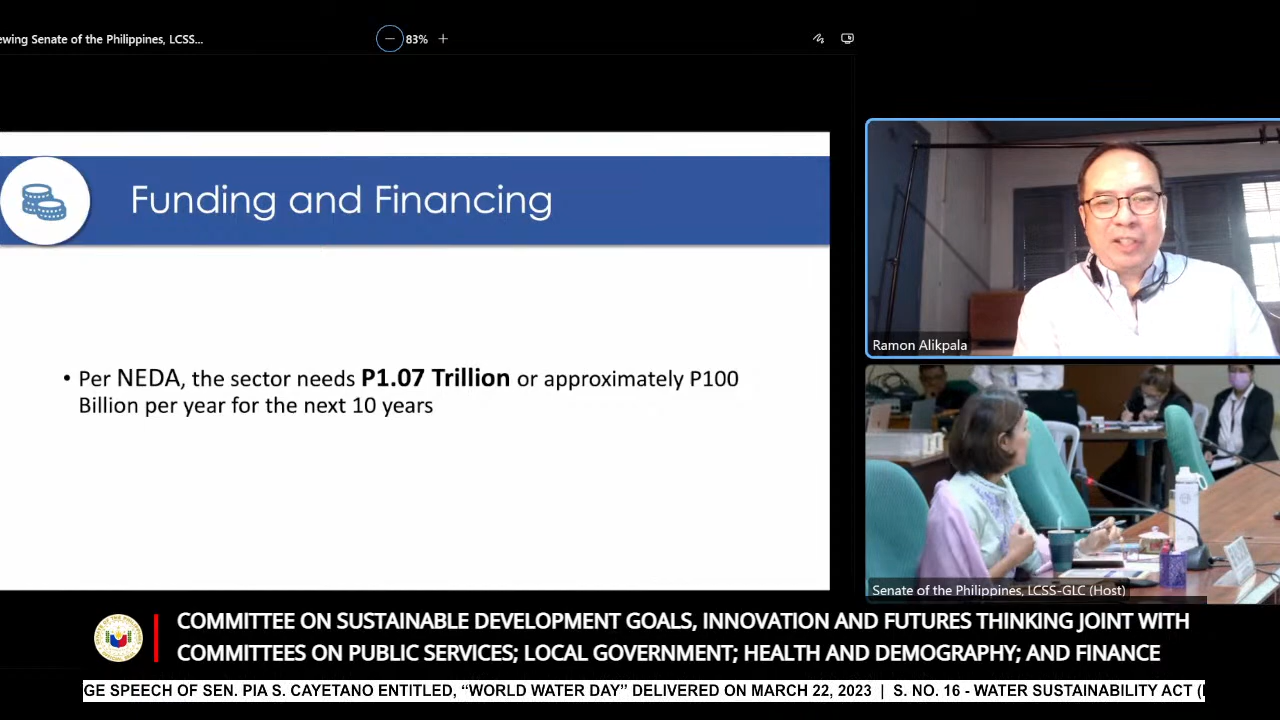 ewing Senate of the Philippines, LCSS...
83%
Funding and Financing
• Per NEDA, the sector needs P1.07 Trillion or approximately P100
Billion per year for the next 10 years
Ramon Alikpala
Senate of the Philippines, LCSS-GLC (Host)
COMMITTEE ON SUSTAINABLE DEVELOPMENT GOALS, INNOVATION AND FUTURES THINKING JOINT WITH
COMMITTEES ON PUBLIC SERVICES; LOCAL GOVERNMENT; HEALTH AND DEMOGRAPHY; AND FINANCE
GE SPEECH OF SEN. PIA S. CAYETANO ENTITLED, “WORLD WATER DAY” DELIVERED ON MARCH 22, 2023 | S. NO. 16 - WATER SUSTAINABILITY ACT (